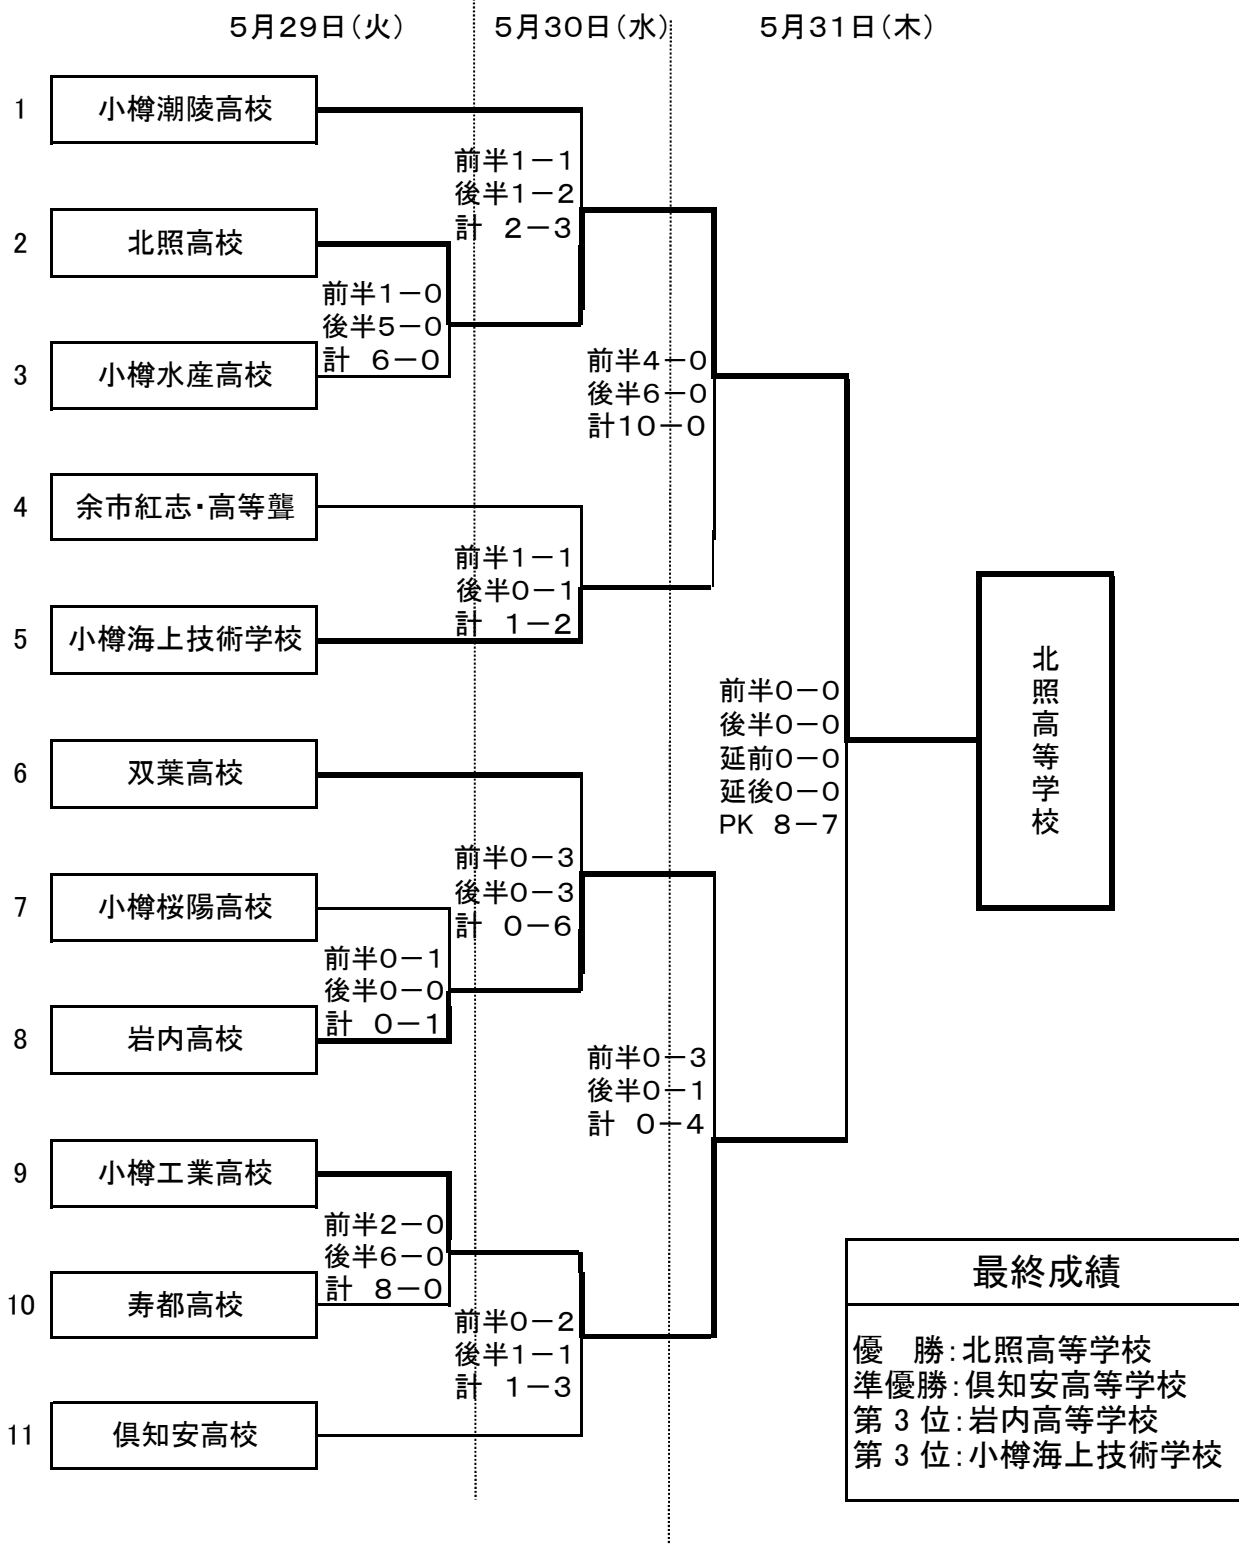 5月29日(火) 5月30日(水) 5月31日(木)
1 小樽潮陵高校
前半1－1
後半1－2
計 2－3
2 北照高校
前半1－0
後半5－0
計 6－0
3 小樽水産高校
前半4－0
後半6－0
計10－0
4 余市紅志・高等聾
前半1－1
後半0－1
計 1－2
5 小樽海上技術学校
前半0－0
後半0－0
延前0－0
延後0－0
PK 8－7
北照高等学校
6 双葉高校
前半0－3
後半0－3
計 0－6
7 小樽桜陽高校
前半0－1
後半0－0
計 0－1
8 岩内高校
前半0－3
後半0－1
計 0－4
9 小樽工業高校
前半2－0
後半6－0
計 8－0
10 寿都高校
前半0－2
後半1－1
計 1－3
11 倶知安高校
最終成績
優　勝：北照高等学校
準優勝：倶知安高等学校
第３位：岩内高等学校
第３位：小樽海上技術学校